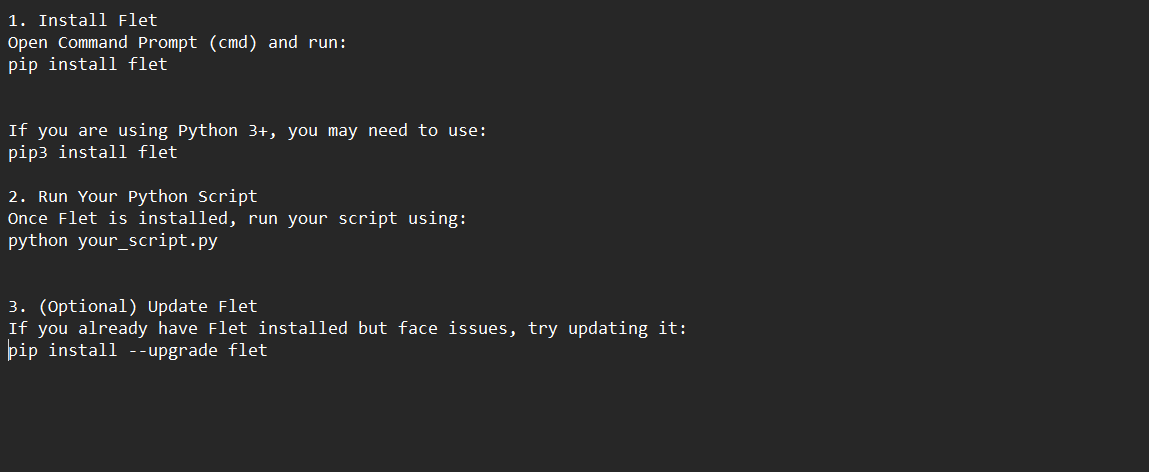 1. Install Flet
Open Command Prompt (cmd) and run:
pip install flet
If you are using Python 3+, you may need to use:
pip3 install flet
2. Run Your Python Script
Once Flet is installed, run your script using:
python your_script.py
3. (Optional) Update Flet
If you already have Flet installed but face issues, try updating it:
pip install --upgrade flet